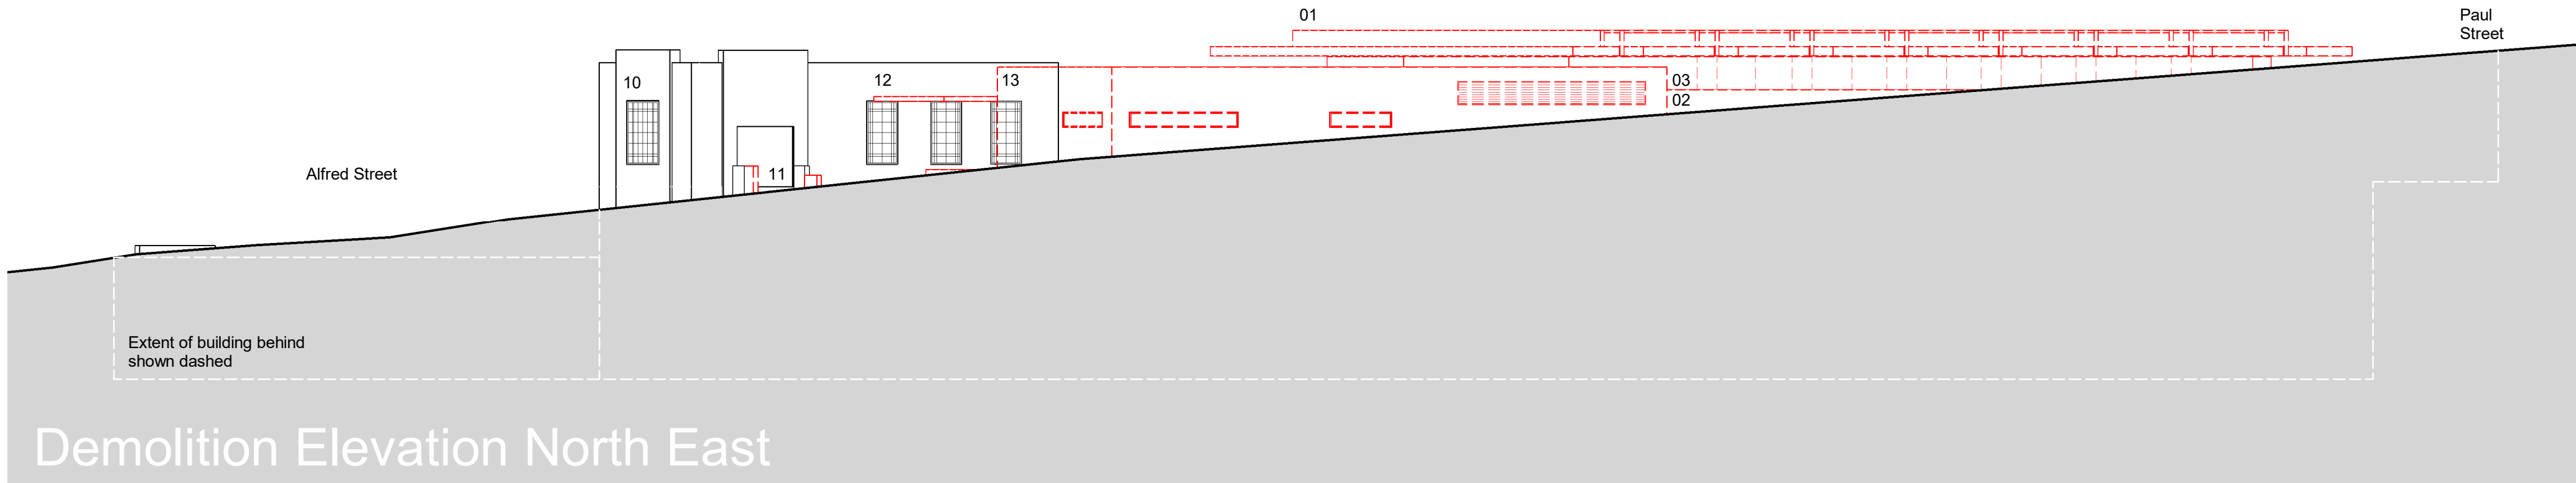 01
Paul
Street
10
12
13
03
02
Alfred Street
11
Extent of building behind
shown dashed
Demolition Elevation North East